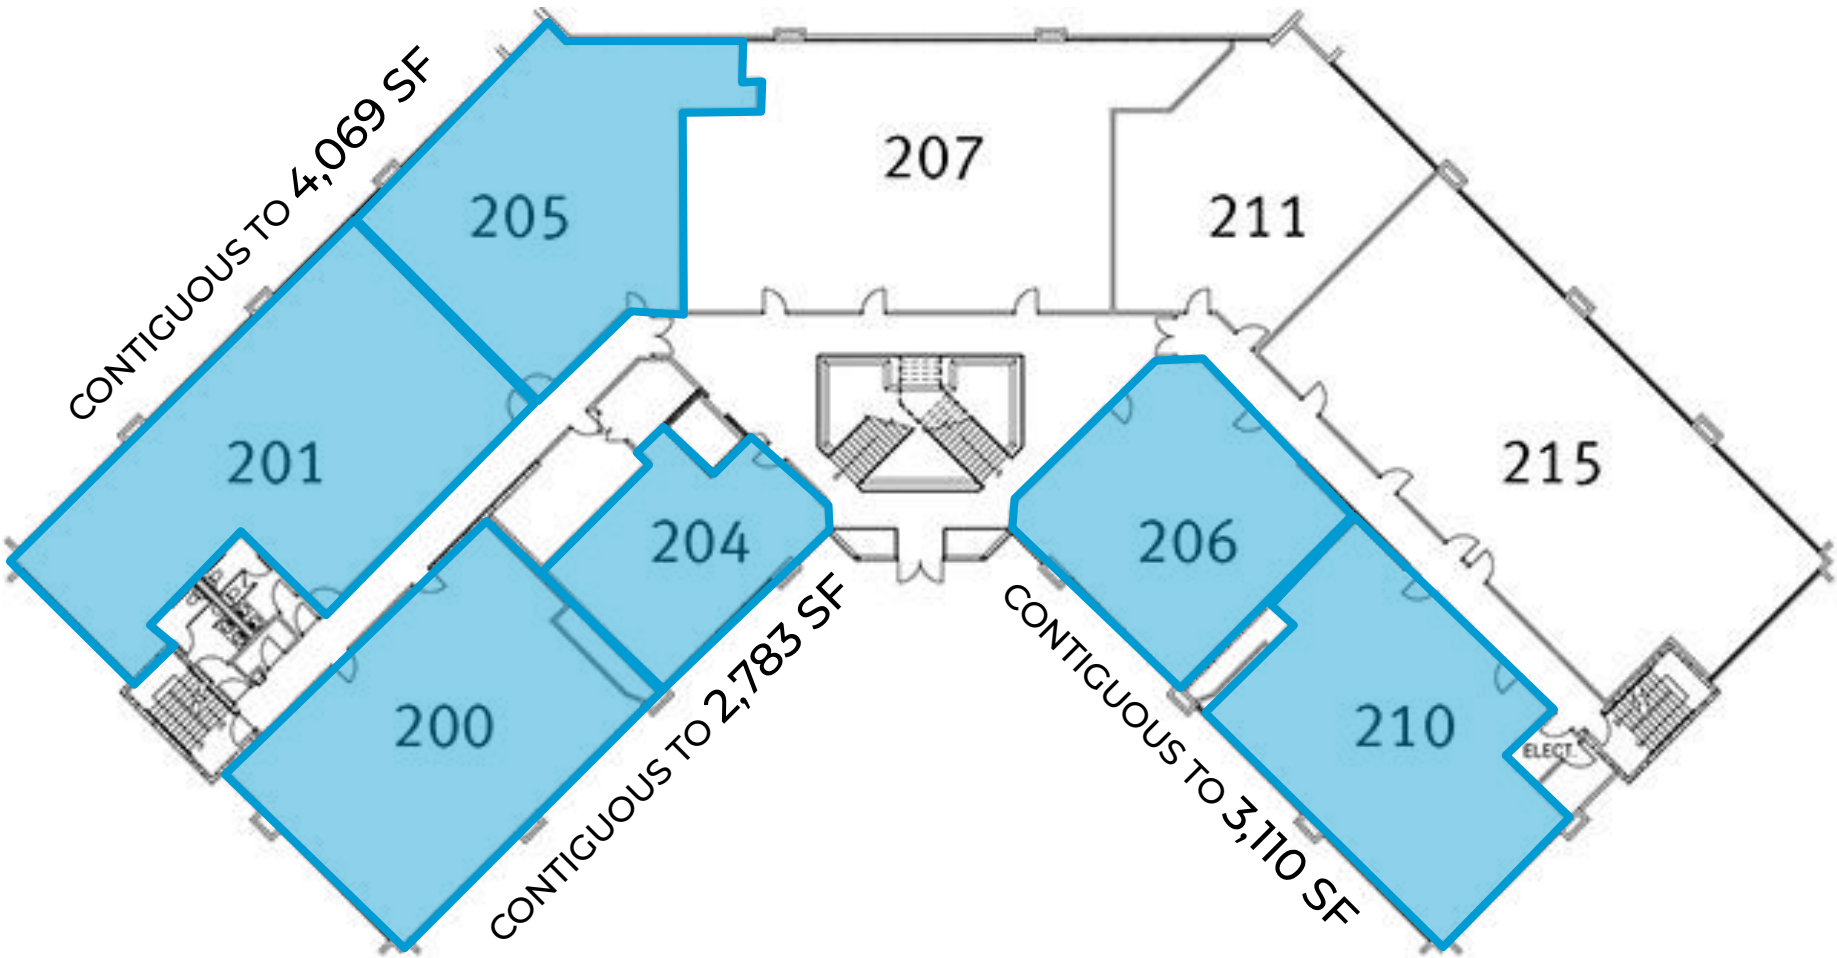 CONTIGUOUS TO 4,069 SF
205
207
211
201
215
204
206
200
210
ELECT.
CONTIGUOUS TO 2,783 SF
CONTIGUOUS TO 3,110 SF